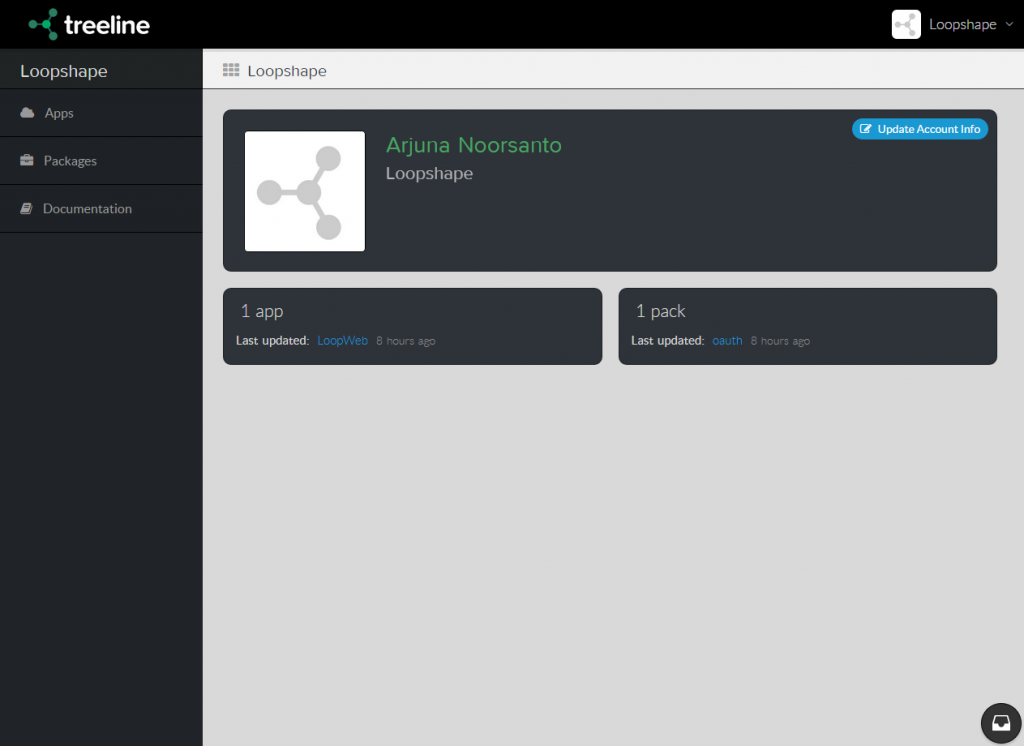 treeline
Loopshape
Loopshape
Loopshape
Apps
Packages
Documentation
Arjuna Noorsanto
Update Account Info
Loopshape
1 app
Last updated: LoopWeb 8 hours ago
1 pack
Last updated: oauth 8 hours ago